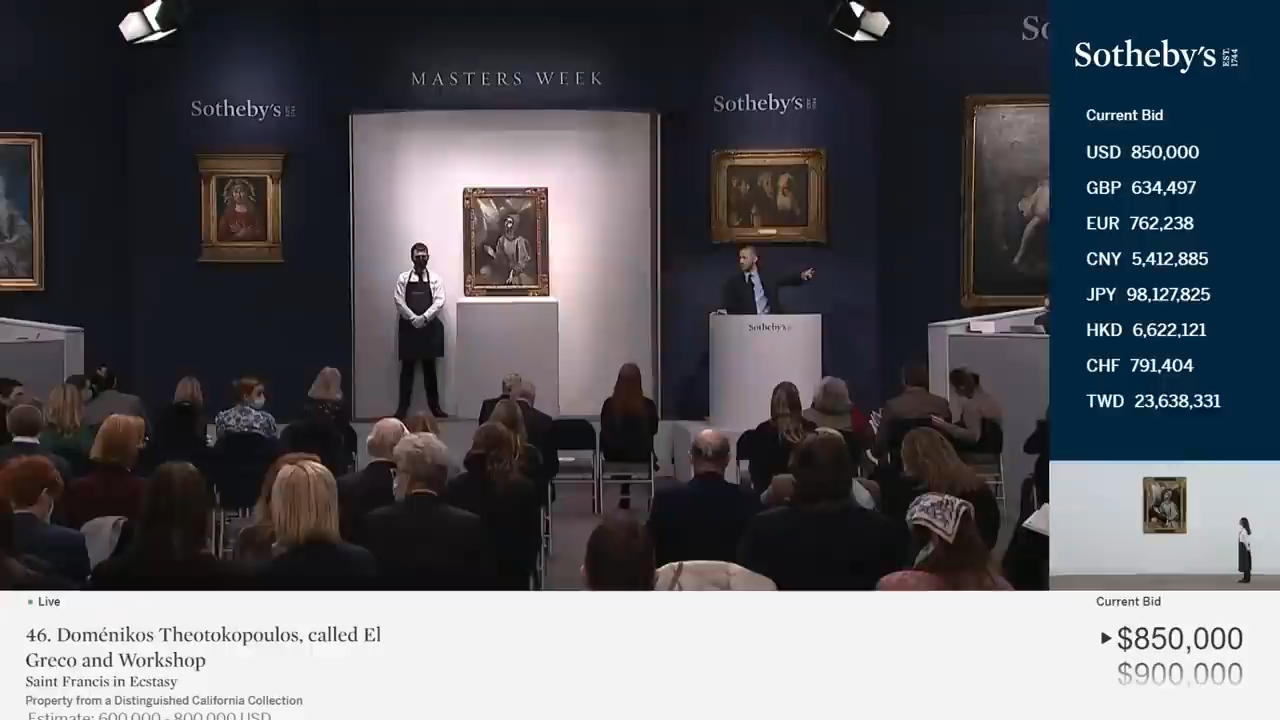 So
MASTERS WEEK
Sotheby's
Sotheby's
Sotheby's
Sotheby's EST. 1744
Current Bid
USD 850,000
GBP 634,497
EUR 762,238
CNY 5,412,885
JPY 98,127,825
HKD 6,622,121
CHF 791,404
TWD 23,638,331
• Live
46. Doménikos Theotokopoulos, called El
Greco and Workshop
Saint Francis in Ecstasy
Property from a Distinguished California Collection
Estimate: 600,000 - 800,000 USD
Current Bid
▸$850,000
$900,000